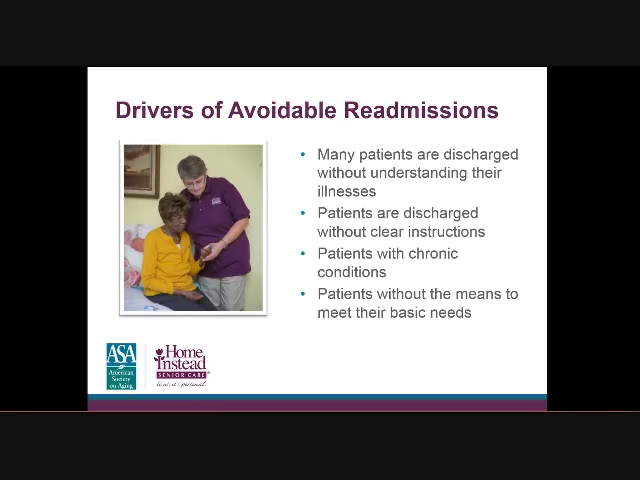 Drivers of Avoidable Readmissions
• Many patients are discharged
without understanding their
illnesses
• Patients are discharged
without clear instructions
• Patients with chronic
conditions
• Patients without the means to
meet their basic needs
ASA
American
Society
on Aging
Home
Instead
SENIOR CARE
to us, it's personal.